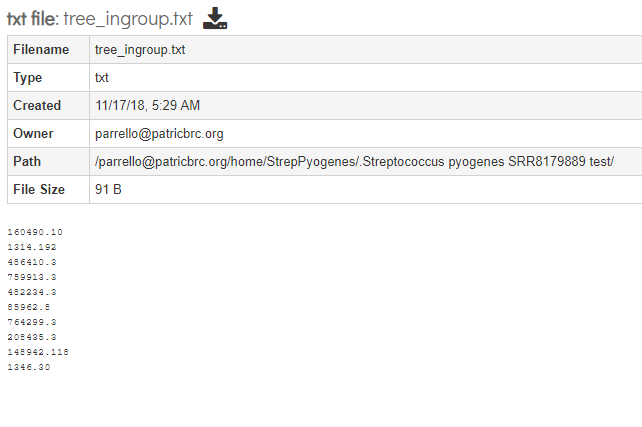 txt file: tree_ingroup.txt
Filename tree_ingroup.txt
Type txt
Created 11/17/18, 5:29 AM
Owner parrello@patricbrc.org
Path /parrello@patricbrc.org/home/StrepPyogenes/.Streptococcus pyogenes SRR8179889 test/
File Size 91 B
160490.10
1314.192
486410.3
759913.3
482234.3
85962.8
764299.3
208435.3
148942.118
1346.30